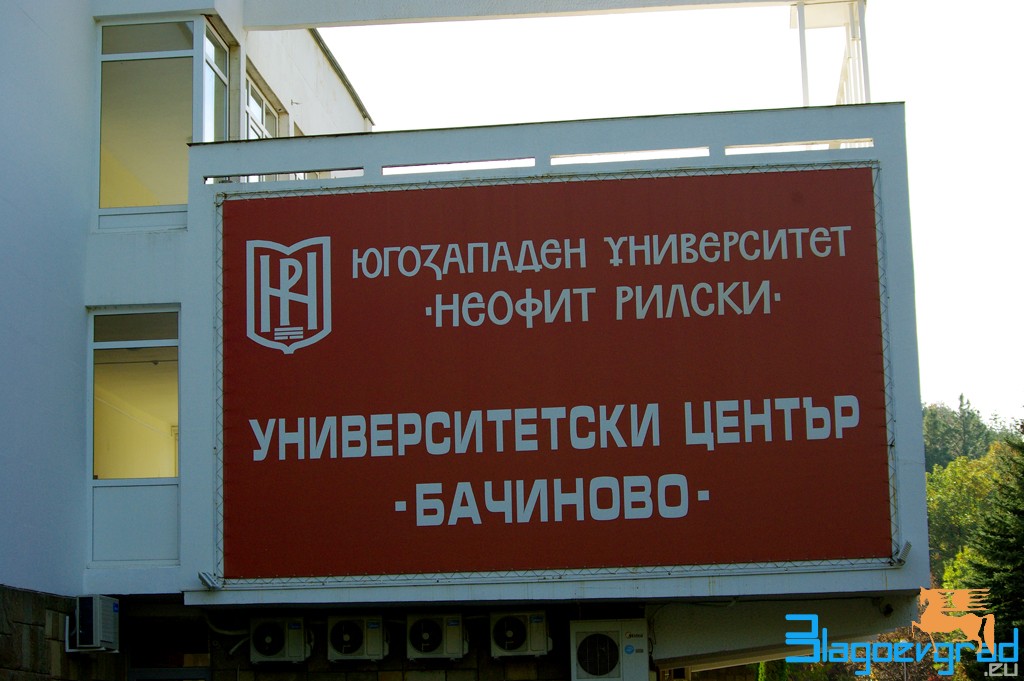 ЮГОЗАПАДЕН УНИВЕРСИТЕТ
·НЕОФИТ РИЛСКИ·
УНИВЕРСИТЕТСКИ ЦЕНТЪР
·БАЧИНОВО·
Blagoevgrad
.eu